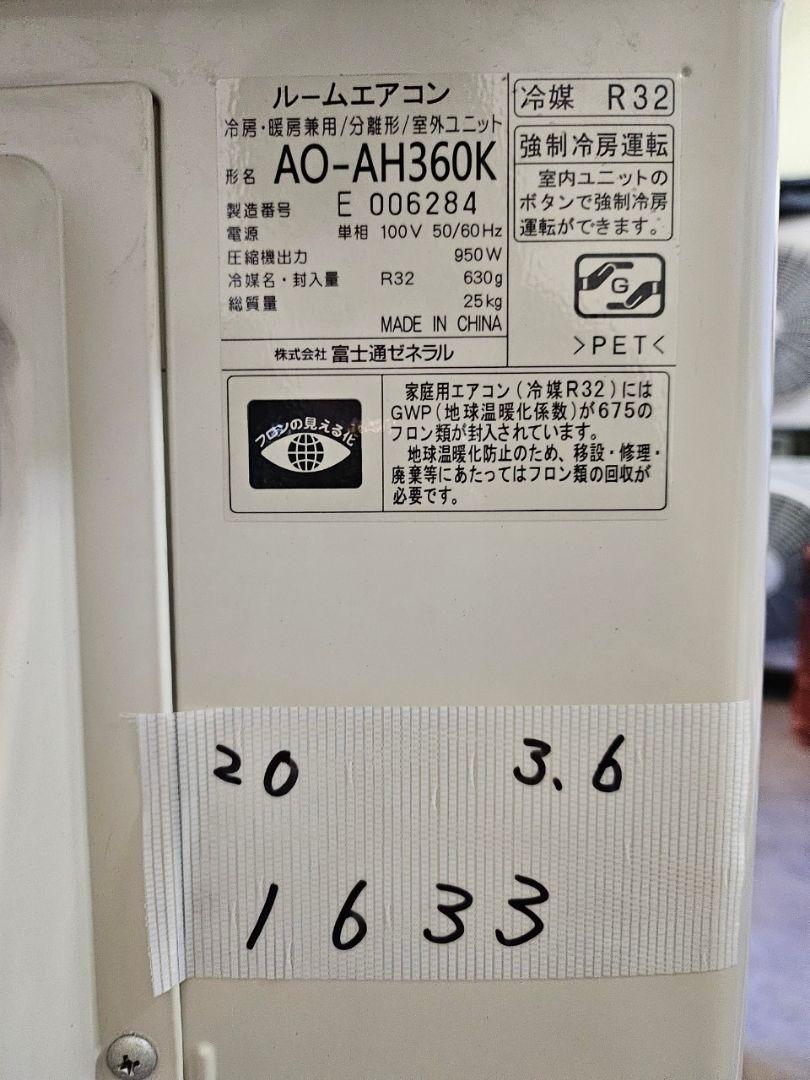 ルームエアコン
冷房・暖房兼用/分離形/室外ユニット
形名 AO-AH360K
製造番号 E 006284
電源 単相 100V 50/60Hz
圧縮機出力 950W
冷媒名・封入量 R32 630g
総質量 25kg
MADE IN CHINA
株式会社 富士通ゼネラル
冷媒 R32
強制冷房運転
室内ユニットの
ボタンで強制冷房
運転ができます。
G
>PET<
フロンの見える化
家庭用エアコン(冷媒R32)には
GWP(地球温暖化係数)が675の
フロン類が封入されています。
地球温暖化防止のため、移設・修理・
廃棄等にあたってはフロン類の回収が
必要です。
20 3.6
1633